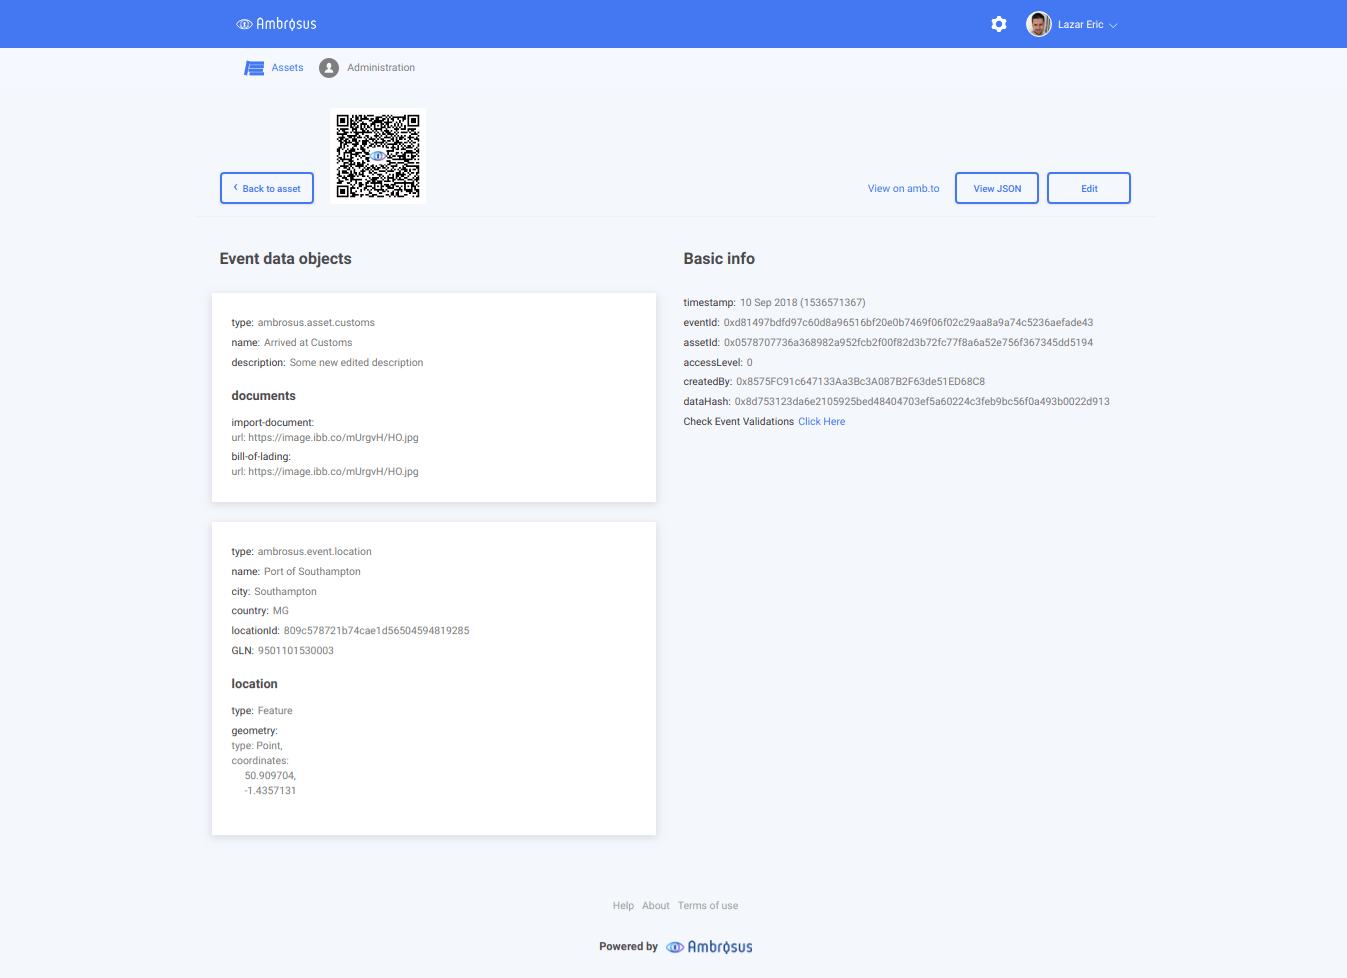 Ambrosus
Lazar Eric
Assets
Administration
Back to asset
View on amb.to
View JSON
Edit
Event data objects
type: ambrosus.asset.customs
name: Arrived at Customs
description: Some new edited description
documents
import-document:
url: https://image.ibb.co/mUrgvH/HO.jpg
bill-of-lading:
url: https://image.ibb.co/mUrgvH/HO.jpg
type: ambrosus.event.location
name: Port of Southampton
city: Southampton
country: MG
locationId: 809c578721b74cae1d56504594819285
GLN: 9501101530003
location
type: Feature
geometry:
type: Point,
coordinates:
50.909704,
-1.4357131
Basic info
timestamp: 10 Sep 2018 (1536571367)
eventId: 0xd81497bdfd97c60d8a96516bf20e0b7469f06f02c29aa8a9a74c5236aefade43
assetId: 0x0578707736a368982a952fcb2f00f82d3b72fc77f8a6a52e756f367345dd5194
accessLevel: 0
createdBy: 0x8575FC91c647133Aa3Bc3A087B2F63de51ED68C8
dataHash: 0x8d753123da6e2105925bed48404703ef5a60224c3feb9bc56f0a493b0022d913
Check Event Validations Click Here
Help About Terms of use
Powered by Ambrosus